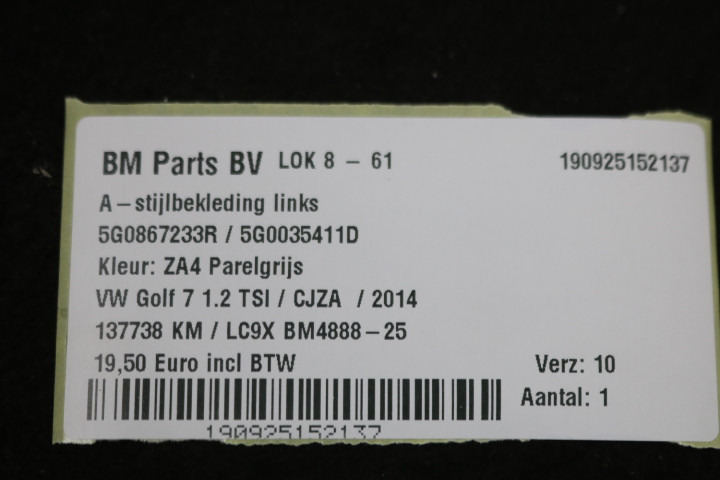 BM Parts BV LOK 8 - 61 190925152137
A-stijlbekleding links
5G0867233R / 5G0035411D
Kleur: ZA4 Parelgrijs
VW Golf 7 1.2 TSI / CJZA / 2014
137738 KM / LC9X BM4888-25
19,50 Euro incl BTW Verz: 10
Aantal: 1
190925152137